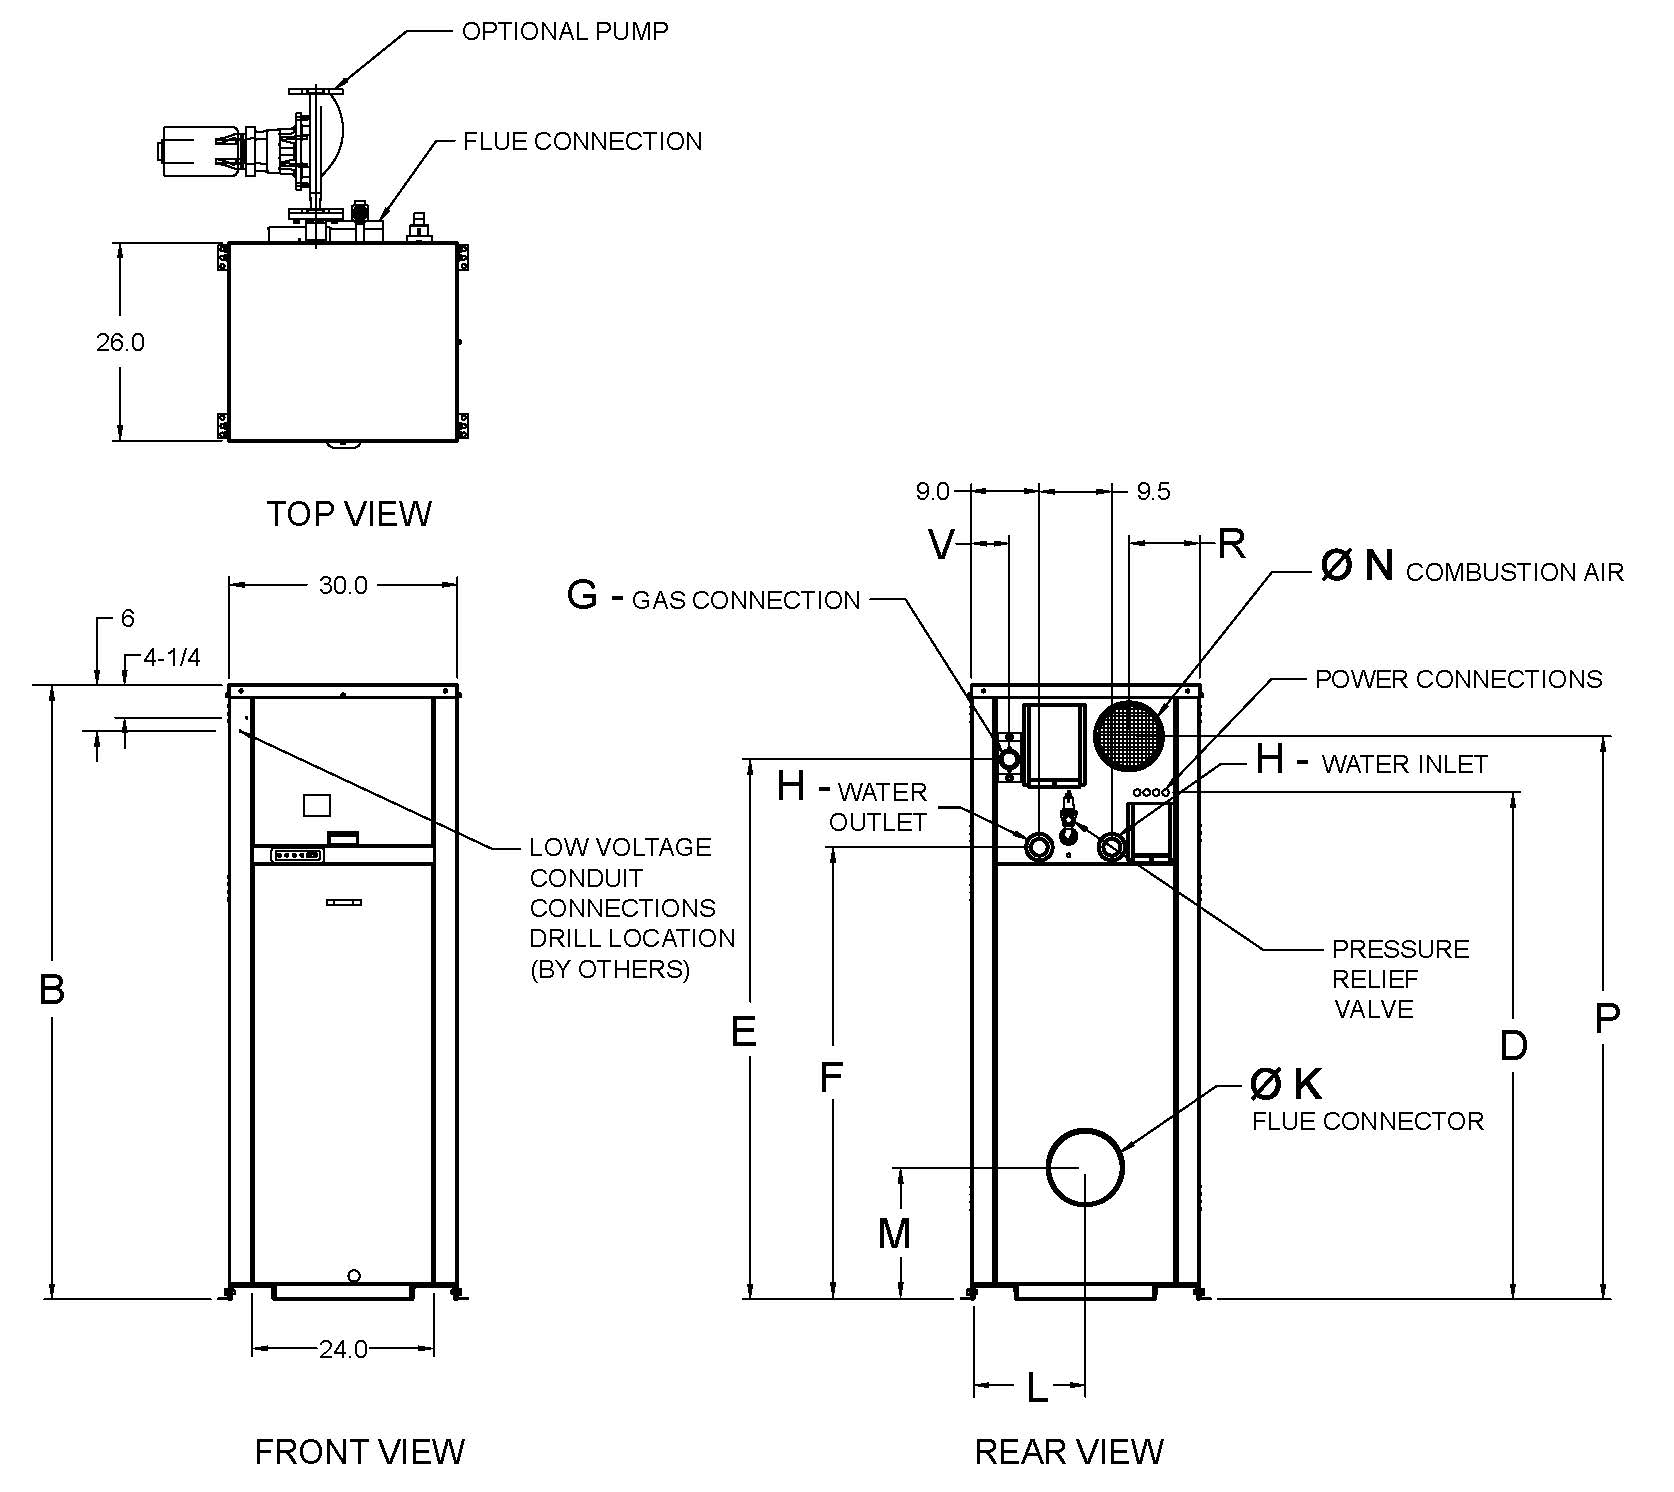 OPTIONAL PUMP
FLUE CONNECTION
26.0
TOP VIEW
9.0
9.5
V
R
30.0
Ø N COMBUSTION AIR
G - GAS CONNECTION
6
4-1/4
POWER CONNECTIONS
H - WATER INLET
H - WATER
OUTLET
LOW VOLTAGE
CONDUIT
CONNECTIONS
DRILL LOCATION
(BY OTHERS)
PRESSURE
RELIEF
VALVE
B
E
P
D
F
Ø K
FLUE CONNECTOR
M
24.0
L
FRONT VIEW
REAR VIEW